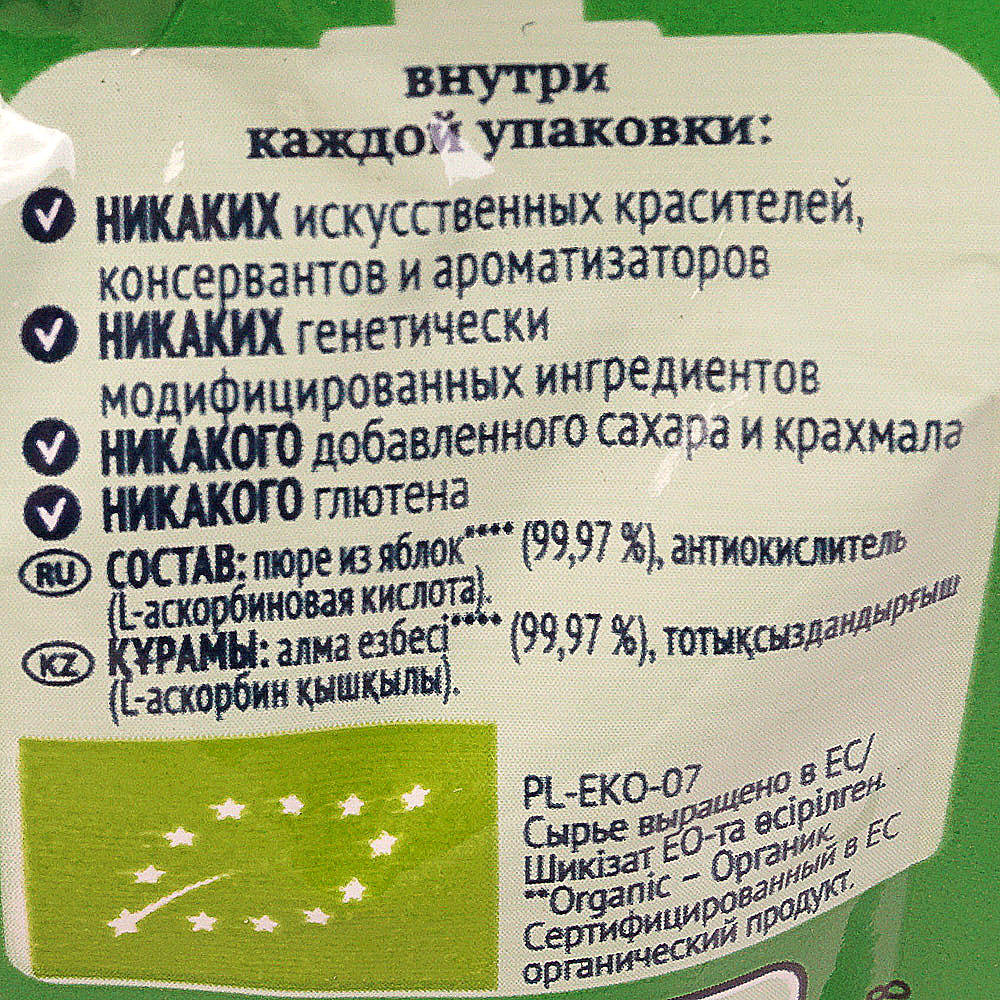 внутри
каждой упаковки:
НИКАКИХ искусственных красителей,
консервантов и ароматизаторов
НИКАКИХ генетически
модифицированных ингредиентов
НИКАКОГО добавленного сахара и крахмала
НИКАКОГО глютена
RU СОСТАВ: пюре из яблок**** (99,97 %), антиокислитель
(L-аскорбиновая кислота).
KZ ҚҰРАМЫ: алма езбесі**** (99,97 %), тотықсыздандырғыш
(L-аскорбин қышқылы).
PL-EKO-07
Сырье выращено в ЕС/
Шикізат ЕО-та өсірілген.
**Organic – Органик
Сертифицированный в ЕС
органический продукт.